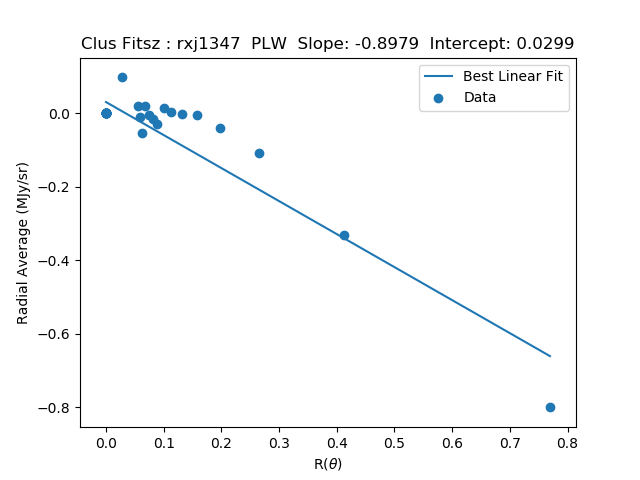 Clus Fitsz : rxj1347  PLW  Slope: -0.8979  Intercept: 0.0299
Best Linear Fit
Data
0.0
−0.2
−0.4
−0.6
−0.8
Radial Average (MJy/sr)
0.0 0.1 0.2 0.3 0.4 0.5 0.6 0.7 0.8
R(θ)